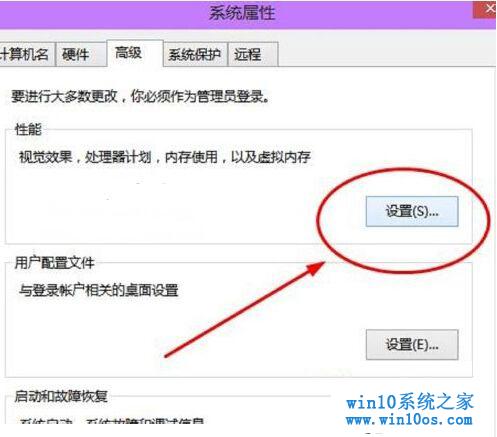 系统属性
计算机名 硬件 高级 系统保护 远程
要进行大多数更改，你必须作为管理员登录。
性能
视觉效果，处理器计划，内存使用，以及虚拟内存
设置(S)...
用户配置文件
与登录帐户相关的桌面设置
设置(E)...
启动和故障恢复
系统启动、系统故障和调试信息
win10系统之家
www.win10os.com